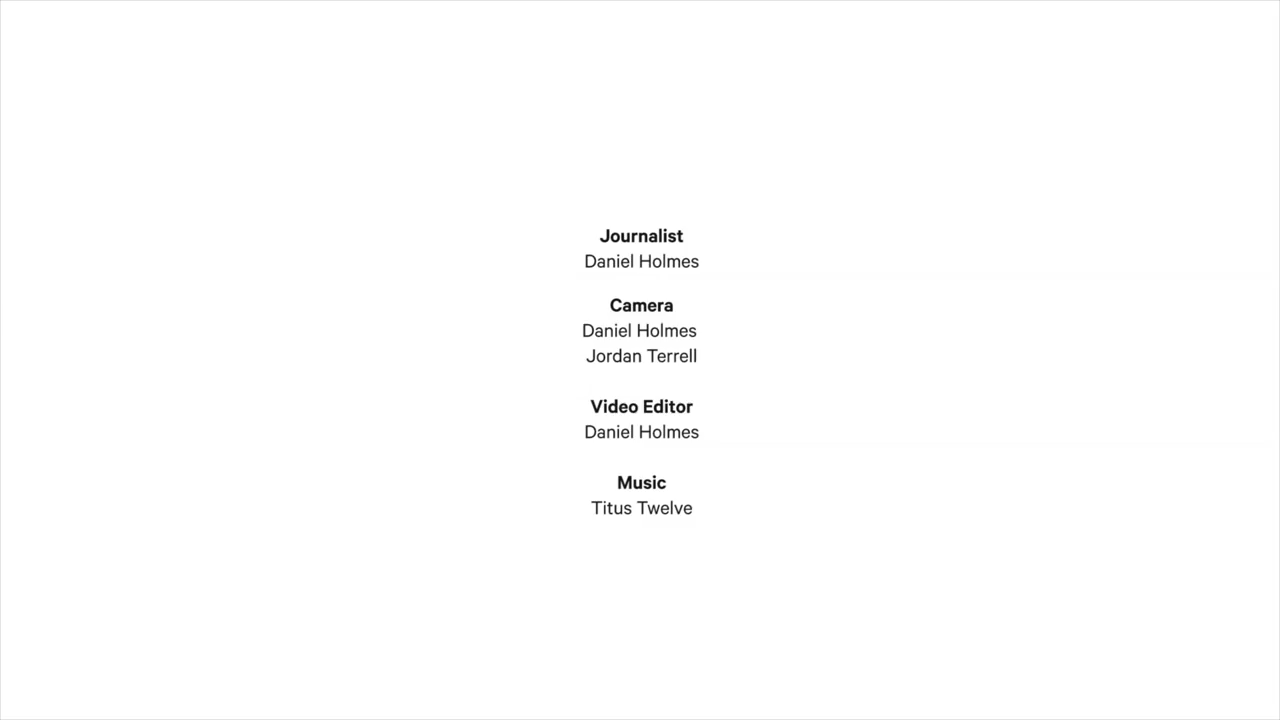 Journalist
Daniel Holmes
Camera
Daniel Holmes
Jordan Terrell
Video Editor
Daniel Holmes
Music
Titus Twelve